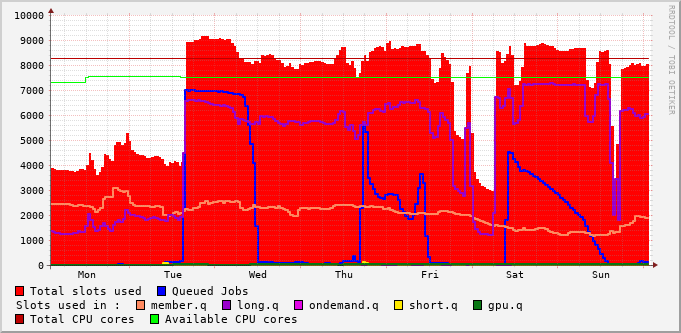 10000
9000
8000
7000
6000
5000
4000
3000
2000
1000
0
Mon Tue Wed Thu Fri Sat Sun
Total slots used Queued Jobs
Slots used in : member.q long.q ondemand.q short.q gpu.q
Total CPU cores Available CPU cores
RRDTOOL / TOBI OETIKER